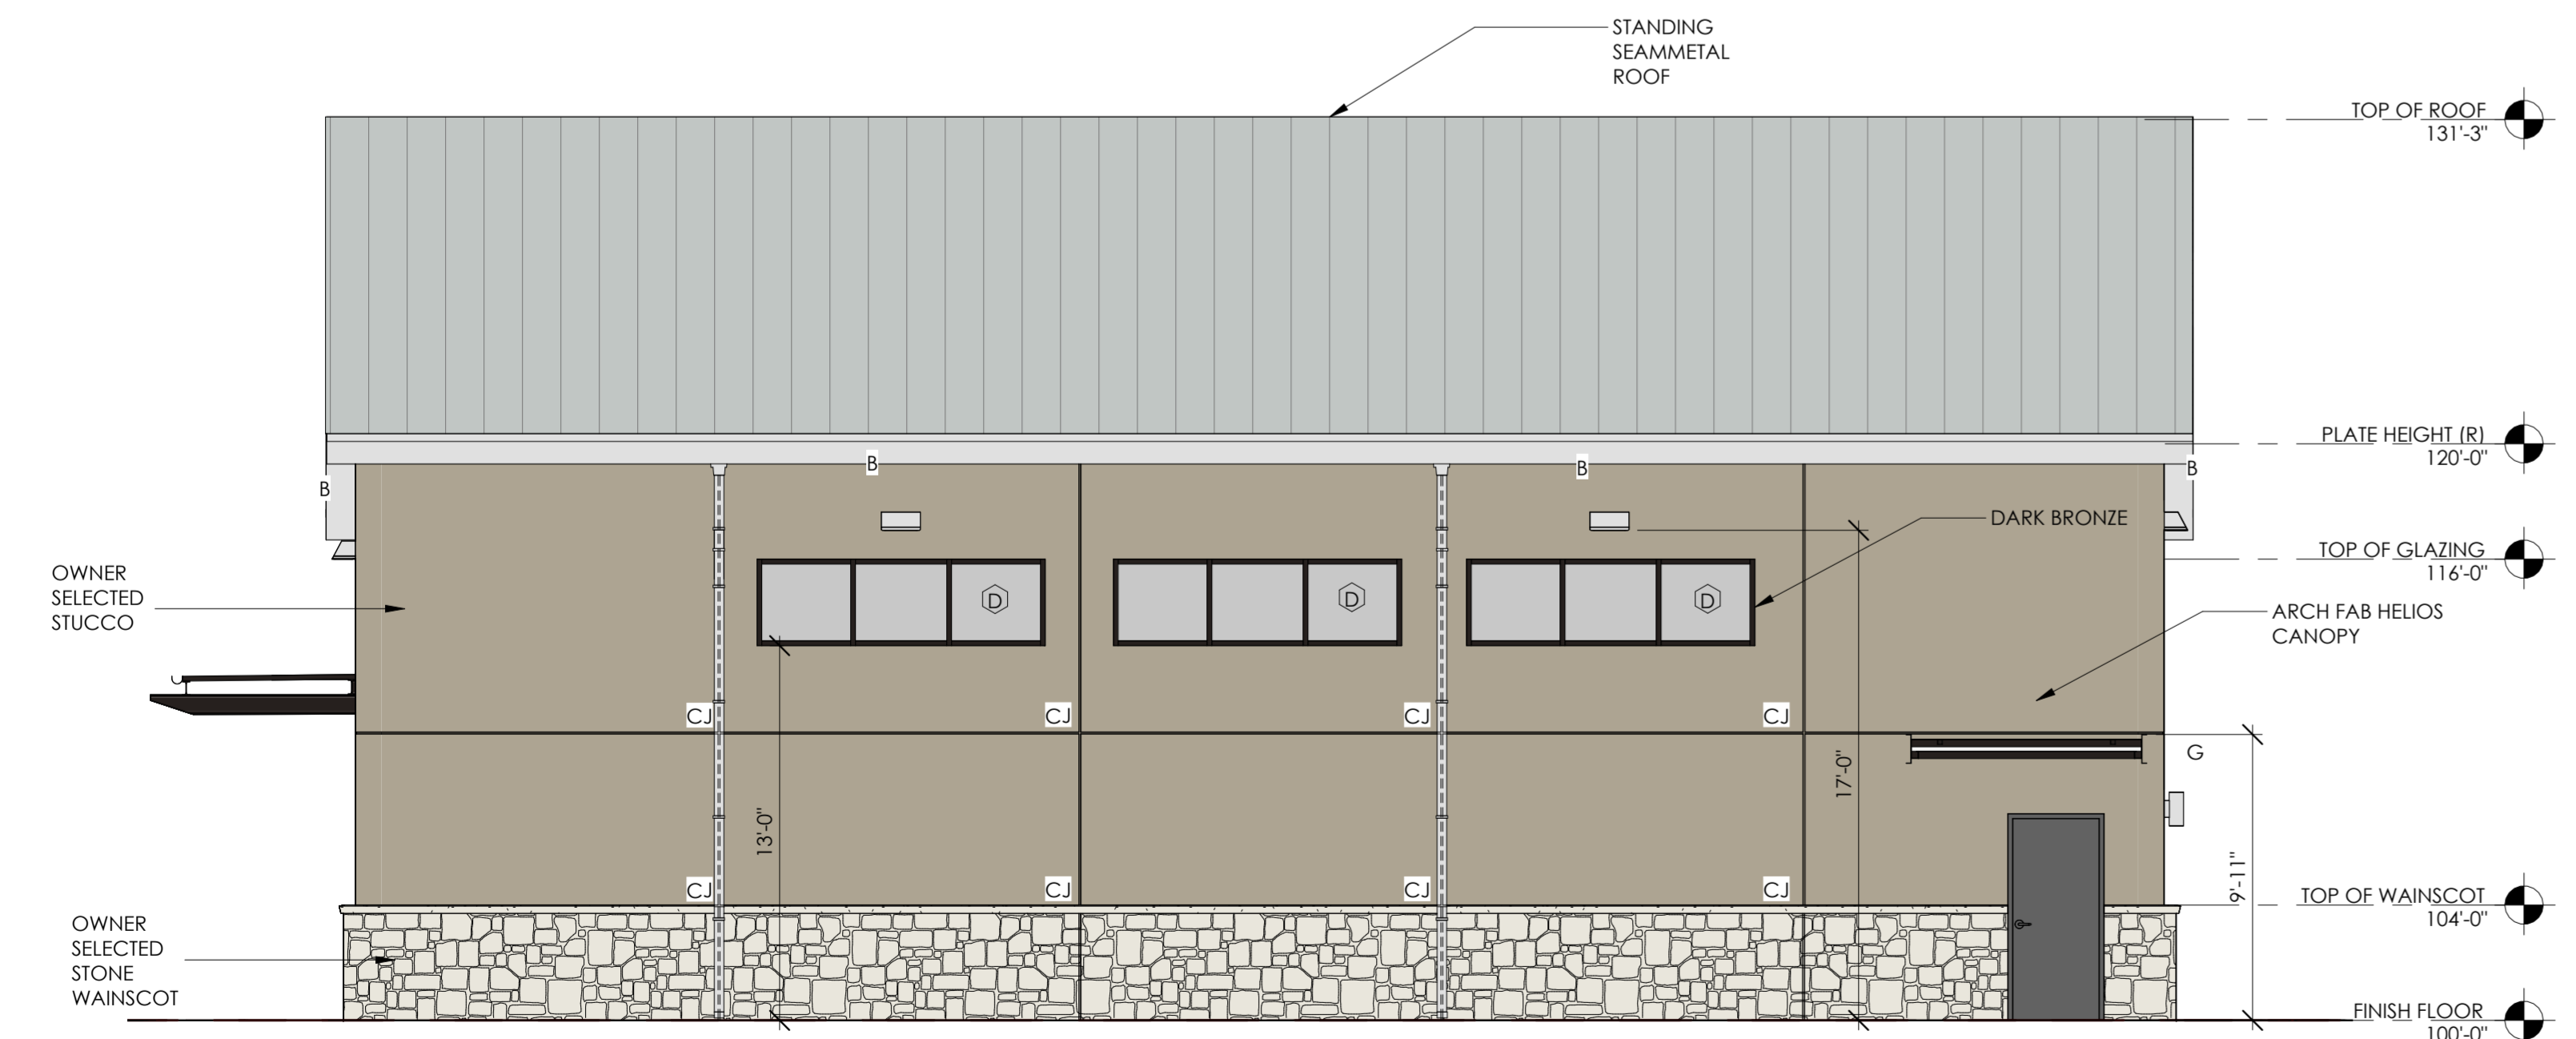 STANDING
SEAMMETAL
ROOF
TOP OF ROOF
131'-3"
PLATE HEIGHT (R)
120'-0"
B
B
B
B
DARK BRONZE
TOP OF GLAZING
116'-0"
OWNER
SELECTED
STUCCO
D
D
D
ARCH FAB HELIOS
CANOPY
CJ
CJ
CJ
CJ
G
13'-0"
17'-0"
9'-11"
CJ
CJ
CJ
CJ
TOP OF WAINSCOT
104'-0"
OWNER
SELECTED
STONE
WAINSCOT
FINISH FLOOR
100'-0"